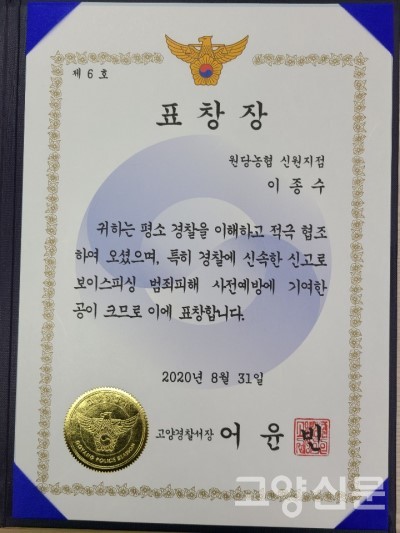 제 6 호
표 창 장
원당농협 신원지점
이 종 수
귀하는 평소 경찰을 이해하고 적극 협조
하여 오셨으며, 특히 경찰에 신속한 신고로
보이스피싱 범죄피해 사전예방에 기여한
공이 크므로 이에 표창합니다.
2020년 8월 31일
고양경찰서장 어 윤 빈
고양신문